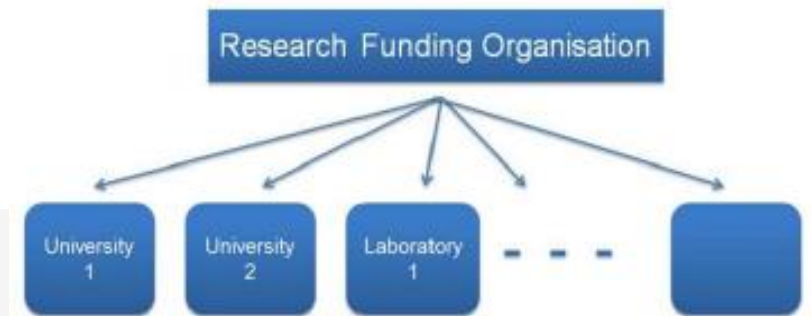 Research Funding Organisation
University
1
University
2
Laboratory
1
- - -